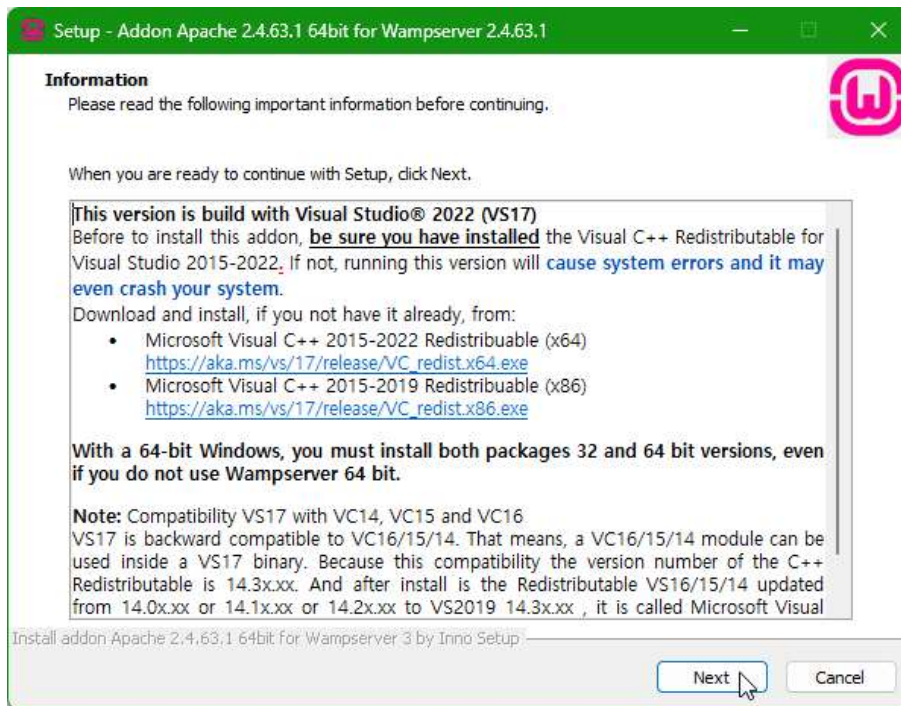 Setup - Addon Apache 2.4.63.1 64bit for Wampserver 2.4.63.1
Information
Please read the following important information before continuing.
When you are ready to continue with Setup, click Next.
This version is build with Visual Studio® 2022 (VS17)
Before to install this addon, be sure you have installed the Visual C++ Redistributable for
Visual Studio 2015-2022. If not, running this version will cause system errors and it may
even crash your system.
Download and install, if you not have it already, from:
• Microsoft Visual C++ 2015-2022 Redistribuable (x64)
https://aka.ms/vs/17/release/VC_redist.x64.exe
• Microsoft Visual C++ 2015-2019 Redistribuable (x86)
https://aka.ms/vs/17/release/VC_redist.x86.exe
With a 64-bit Windows, you must install both packages 32 and 64 bit versions, even
if you do not use Wampserver 64 bit.
Note: Compatibility VS17 with VC14, VC15 and VC16
VS17 is backward compatible to VC16/15/14. That means, a VC16/15/14 module can be
used inside a VS17 binary. Because this compatibility the version number of the C++
Redistributable is 14.3x.xx. And after install is the Redistributable VS16/15/14 updated
from 14.0x.xx or 14.1x.xx or 14.2x.xx to VS2019 14.3x.xx , it is called Microsoft Visual
Install addon Apache 2.4.63.1 64bit for Wampserver 3 by Inno Setup
Next
Cancel